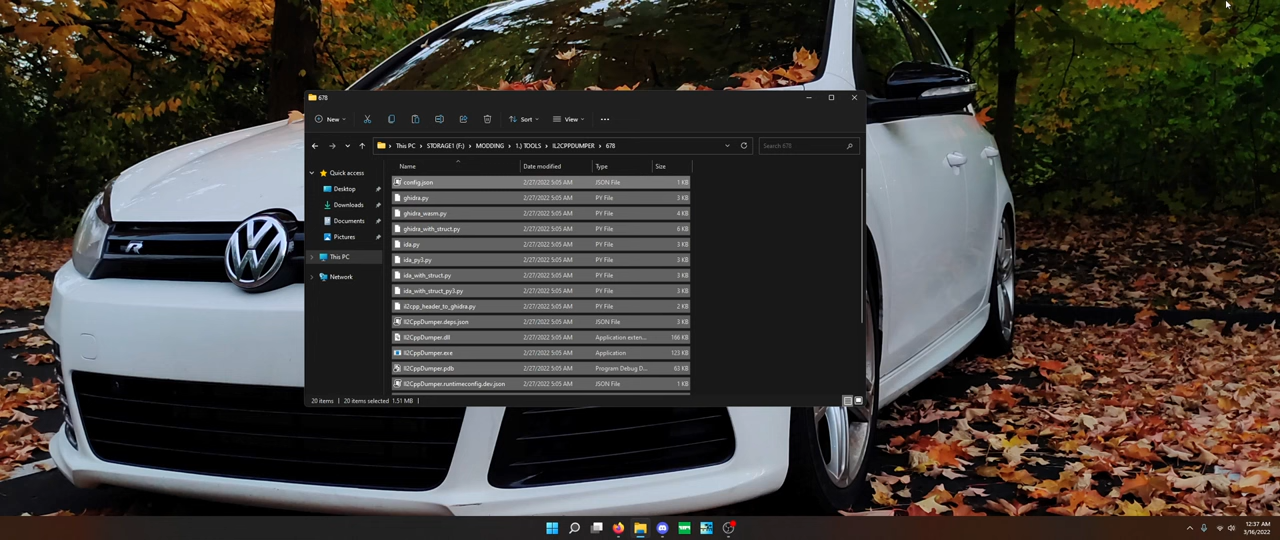 678
New
Sort
View
This PC > STORAGE1 (F:) > MODDING > 1.) TOOLS > IL2CPPDUMPER > 678
Search 678
Quick access
Desktop
Downloads
Documents
Pictures
This PC
Network
Name Date modified Type Size
config.json 2/27/2022 5:05 AM JSON File 1 KB
ghidra.py 2/27/2022 5:05 AM PY File 3 KB
ghidra_wasm.py 2/27/2022 5:05 AM PY File 4 KB
ghidra_with_struct.py 2/27/2022 5:05 AM PY File 6 KB
ida.py 2/27/2022 5:05 AM PY File 3 KB
ida_py3.py 2/27/2022 5:05 AM PY File 3 KB
ida_with_struct.py 2/27/2022 5:05 AM PY File 3 KB
ida_with_struct_py3.py 2/27/2022 5:05 AM PY File 3 KB
il2cpp_header_to_ghidra.py 2/27/2022 5:05 AM PY File 2 KB
Il2CppDumper.deps.json 2/27/2022 5:05 AM JSON File 3 KB
Il2CppDumper.dll 2/27/2022 5:05 AM Application exten... 166 KB
Il2CppDumper.exe 2/27/2022 5:05 AM Application 123 KB
Il2CppDumper.pdb 2/27/2022 5:05 AM Program Debug D... 63 KB
Il2CppDumper.runtimeconfig.dev.json 2/27/2022 5:05 AM JSON File 1 KB
20 items | 20 items selected 1.51 MB |
R
12:37 AM
3/16/2022